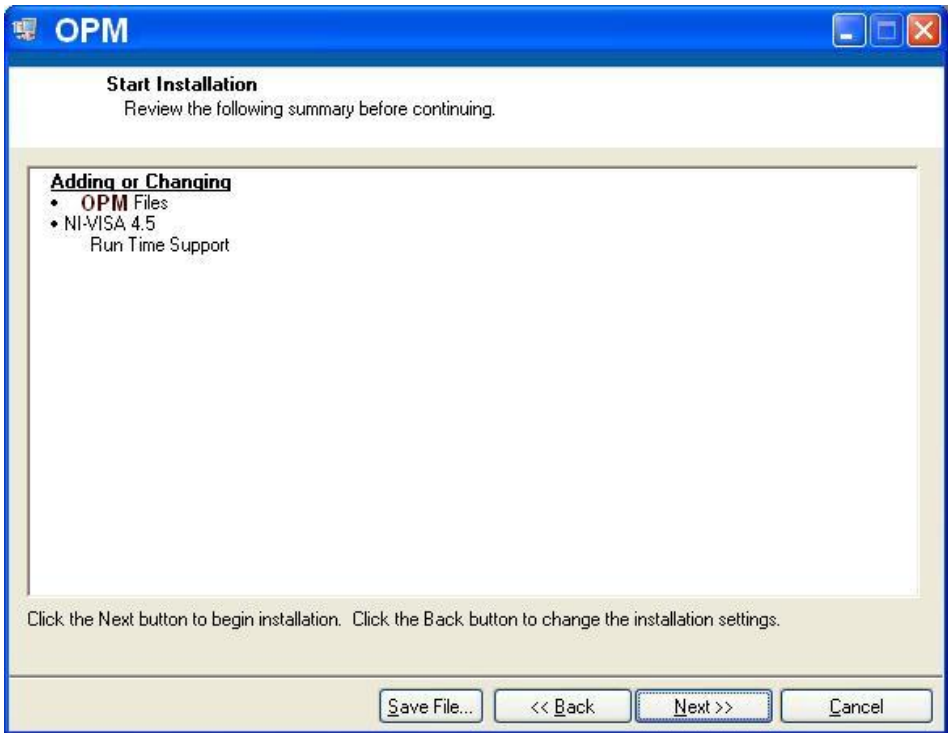 OPM
Start Installation
Review the following summary before continuing.
Adding or Changing
• OPM Files
• NI-VISA 4.5
Run Time Support
Click the Next button to begin installation.  Click the Back button to change the installation settings.
Save File...
<< Back
Next >>
Cancel